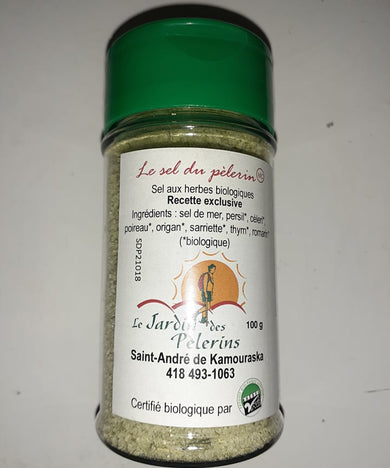 Le sel du pèlerin
Sel aux herbes biologiques
Recette exclusive
Ingrédients : sel de mer, persil*, céleri*,
poireau*, origan*, sarriette*, thym*, romarin*
(*biologique)
SDP21018
Le Jardin des
Pèlerins
100 g
Saint-André de Kamouraska
418 493-1063
Certifié biologique par